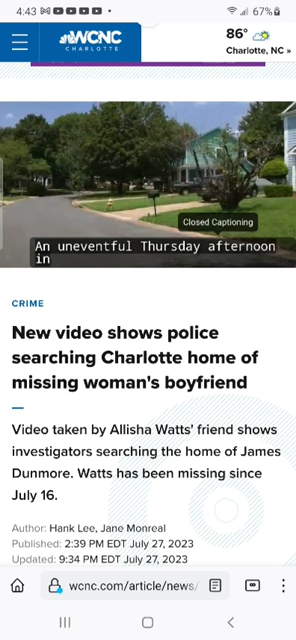 4:43
67%
WCNC
CHARLOTTE
86°
Charlotte, NC »
Closed Captioning
An uneventful Thursday afternoon
in
CRIME
New video shows police
searching Charlotte home of
missing woman's boyfriend
Video taken by Allisha Watts' friend shows
investigators searching the home of James
Dunmore. Watts has been missing since
July 16.
Author: Hank Lee, Jane Monreal
Published: 2:39 PM EDT July 27, 2023
Updated: 9:34 PM EDT July 27, 2023
wcnc.com/article/news/